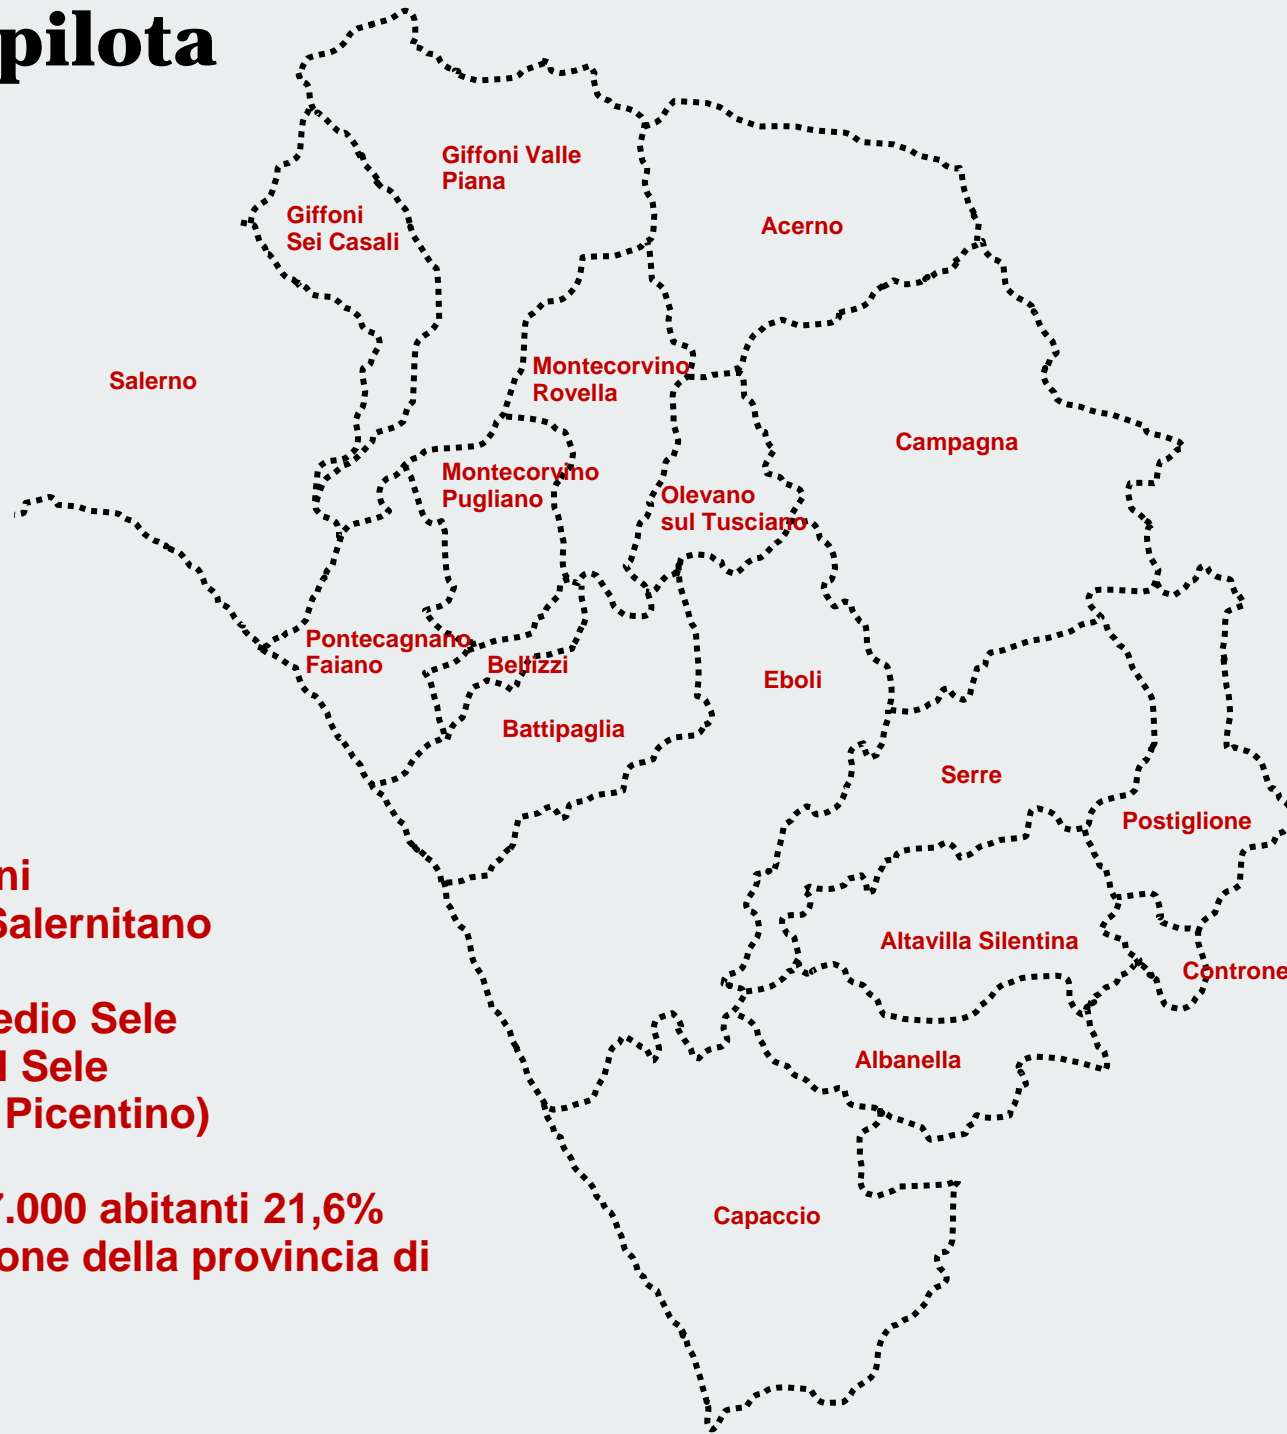 pilota
Giffoni Valle
Piana
Giffoni
Sei Casali
Acerno
Salerno
Montecorvino
Rovella
Campagna
Montecorvino
Pugliano
Olevano
sul Tusciano
Pontecagnano
Faiano
Bellizzi
Eboli
Battipaglia
Serre
Postiglione
Altavilla Silentina
Controne
Albanella
Capaccio
ni
Salernitano
edio Sele
l Sele
Picentino)
7.000 abitanti 21,6%
one della provincia di